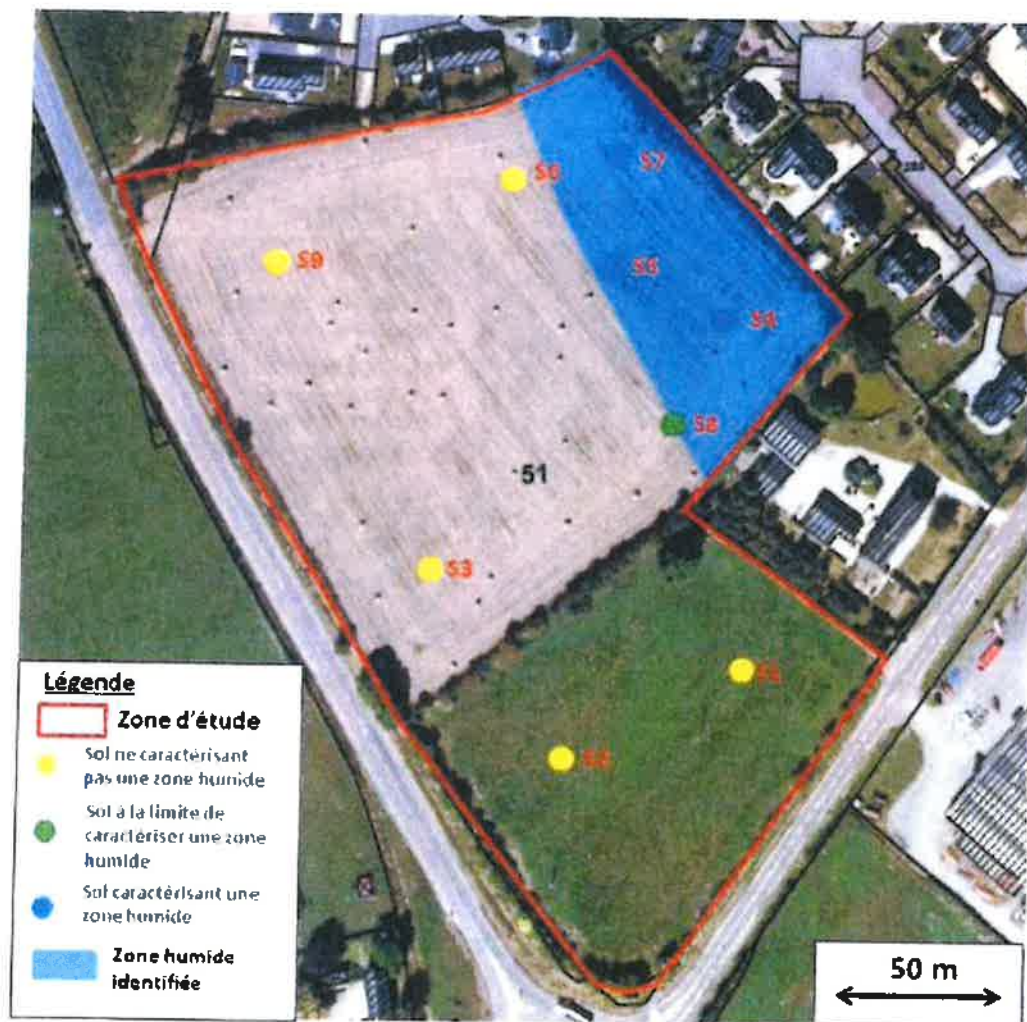 S7
S6
S9
S5
S4
S8
51
S3
S1
S2
Légende
Zone d'étude
Sol ne caractérisant
pas une zone humide
Sol à la limite de
caractériser une zone
humide
Sol caractérisant une
zone humide
Zone humide
identifiée
50 m